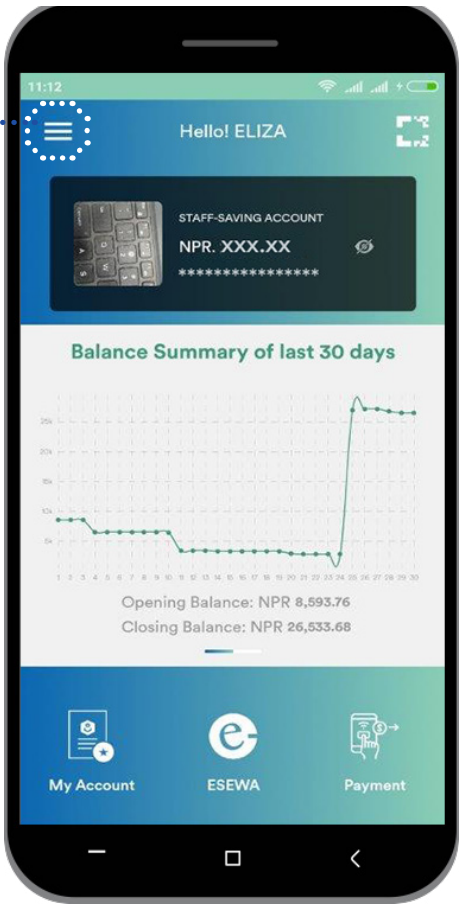 11:12
Hello! ELIZA
STAFF-SAVING ACCOUNT
NPR. XXX.XX
****************
Balance Summary of last 30 days
25k
20k
15k
10k
5k
1 2 3 4 5 6 7 8 9 10 11 12 13 14 15 16 17 18 19 20 21 22 23 24 25 26 27 28 29 30
Opening Balance: NPR 8,593.76
Closing Balance: NPR 26,533.68
My Account
ESEWA
Payment